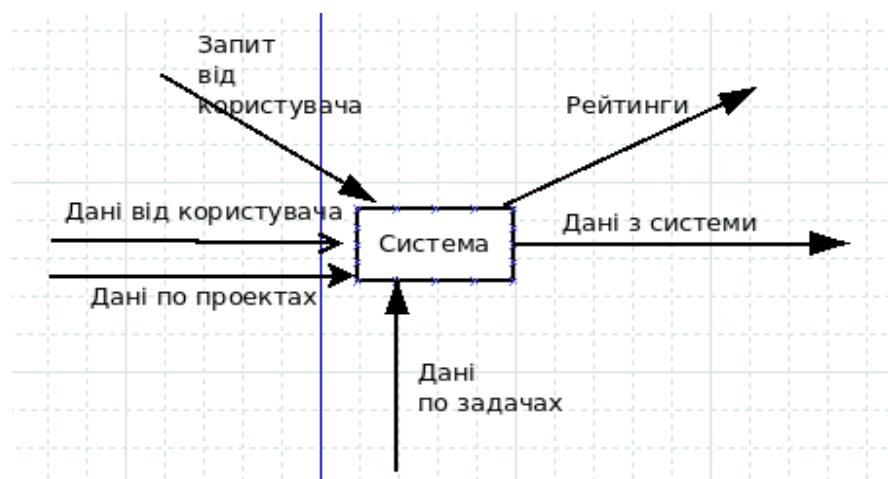 Запит
від
користувача
Рейтинги
Дані від користувача
Дані з системи
Система
Дані по проектах
Дані
по задачах